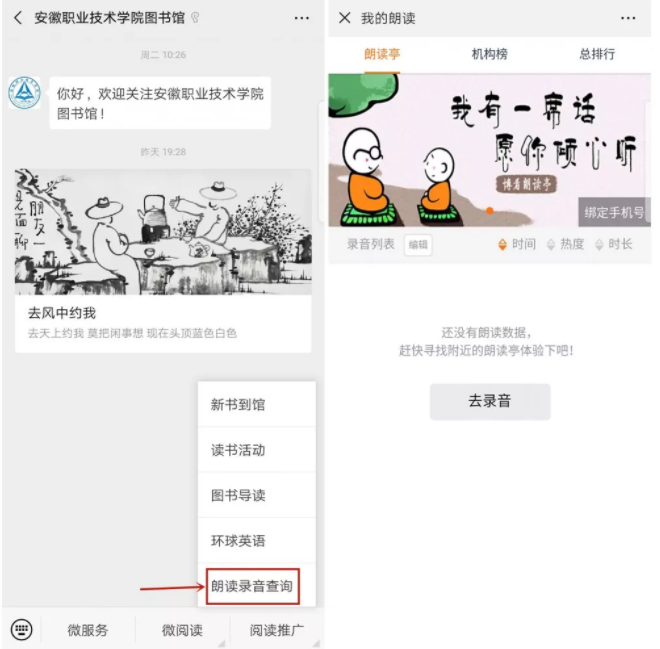 安徽职业技术学院图书馆
周二 10:26
你好，欢迎关注安徽职业技术学院
图书馆！
昨天 19:28
朋友一
见面聊
去风中约我
去天上约我 莫把闲事想 现在头顶蓝色白色
新书到馆
读书活动
图书导读
环球英语
朗读录音查询
微服务
微阅读
阅读推广
我的朗读
朗读亭
机构榜
总排行
我有一席话
愿你倾心听
博看朗读亭
绑定手机号
录音列表 编辑 时间 热度 时长
还没有朗读数据，
赶快寻找附近的朗读亭体验下吧！
去录音